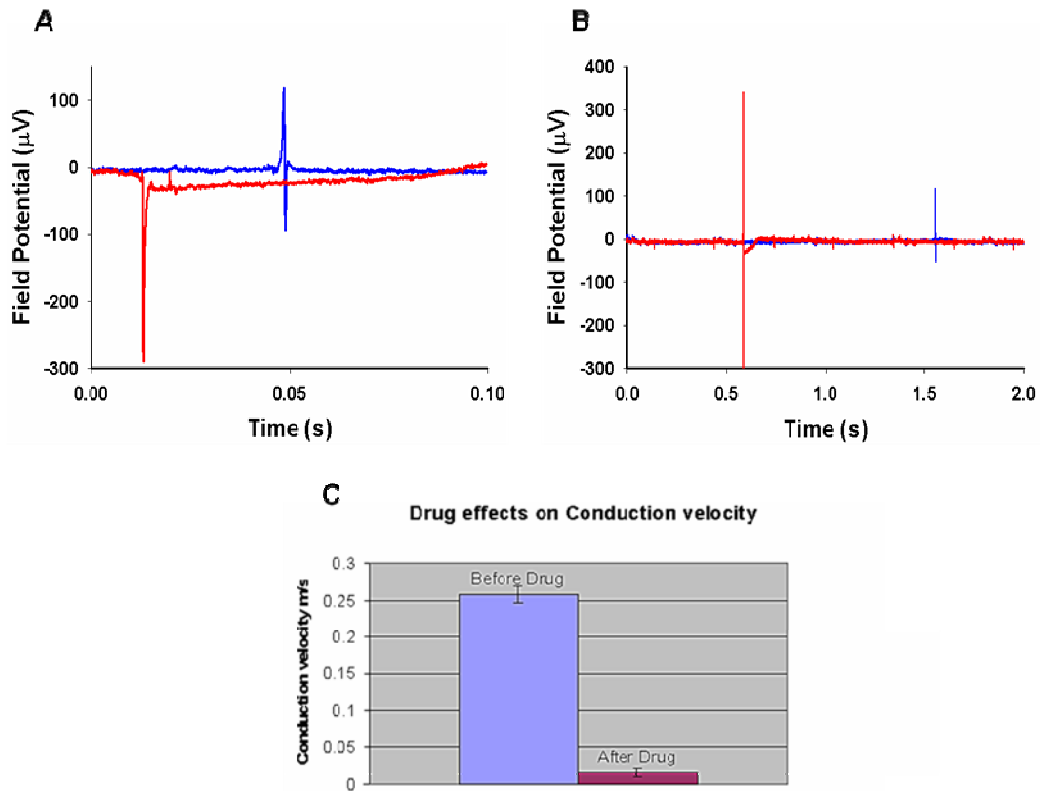 A
Field Potential (μV)
100
0
-100
-200
-300
0.00
0.05
0.10
Time (s)
B
Field Potential (μV)
400
300
200
100
0
-100
-200
-300
0.0
0.5
1.0
1.5
2.0
Time (s)
C
Drug effects on Conduction velocity
Conduction velocity m/s
0.3
0.25
0.2
0.15
0.1
0.05
0
Before Drug
After Drug